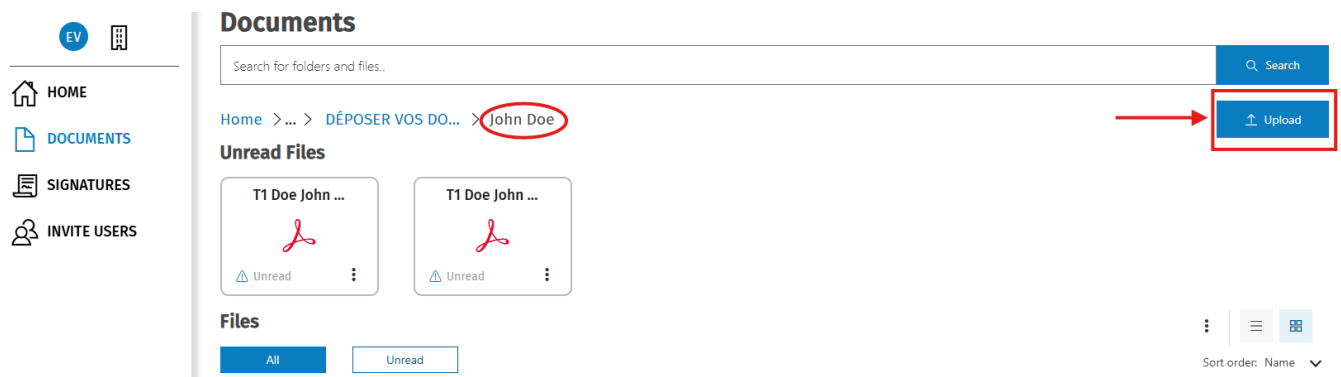 EV
HOME
DOCUMENTS
SIGNATURES
INVITE USERS
Documents
Search for folders and files..
Search
Home > ... > DÉPOSER VOS DO... > John Doe
Upload
Unread Files
T1 Doe John ...
Unread
T1 Doe John ...
Unread
Files
All
Unread
Sort order: Name